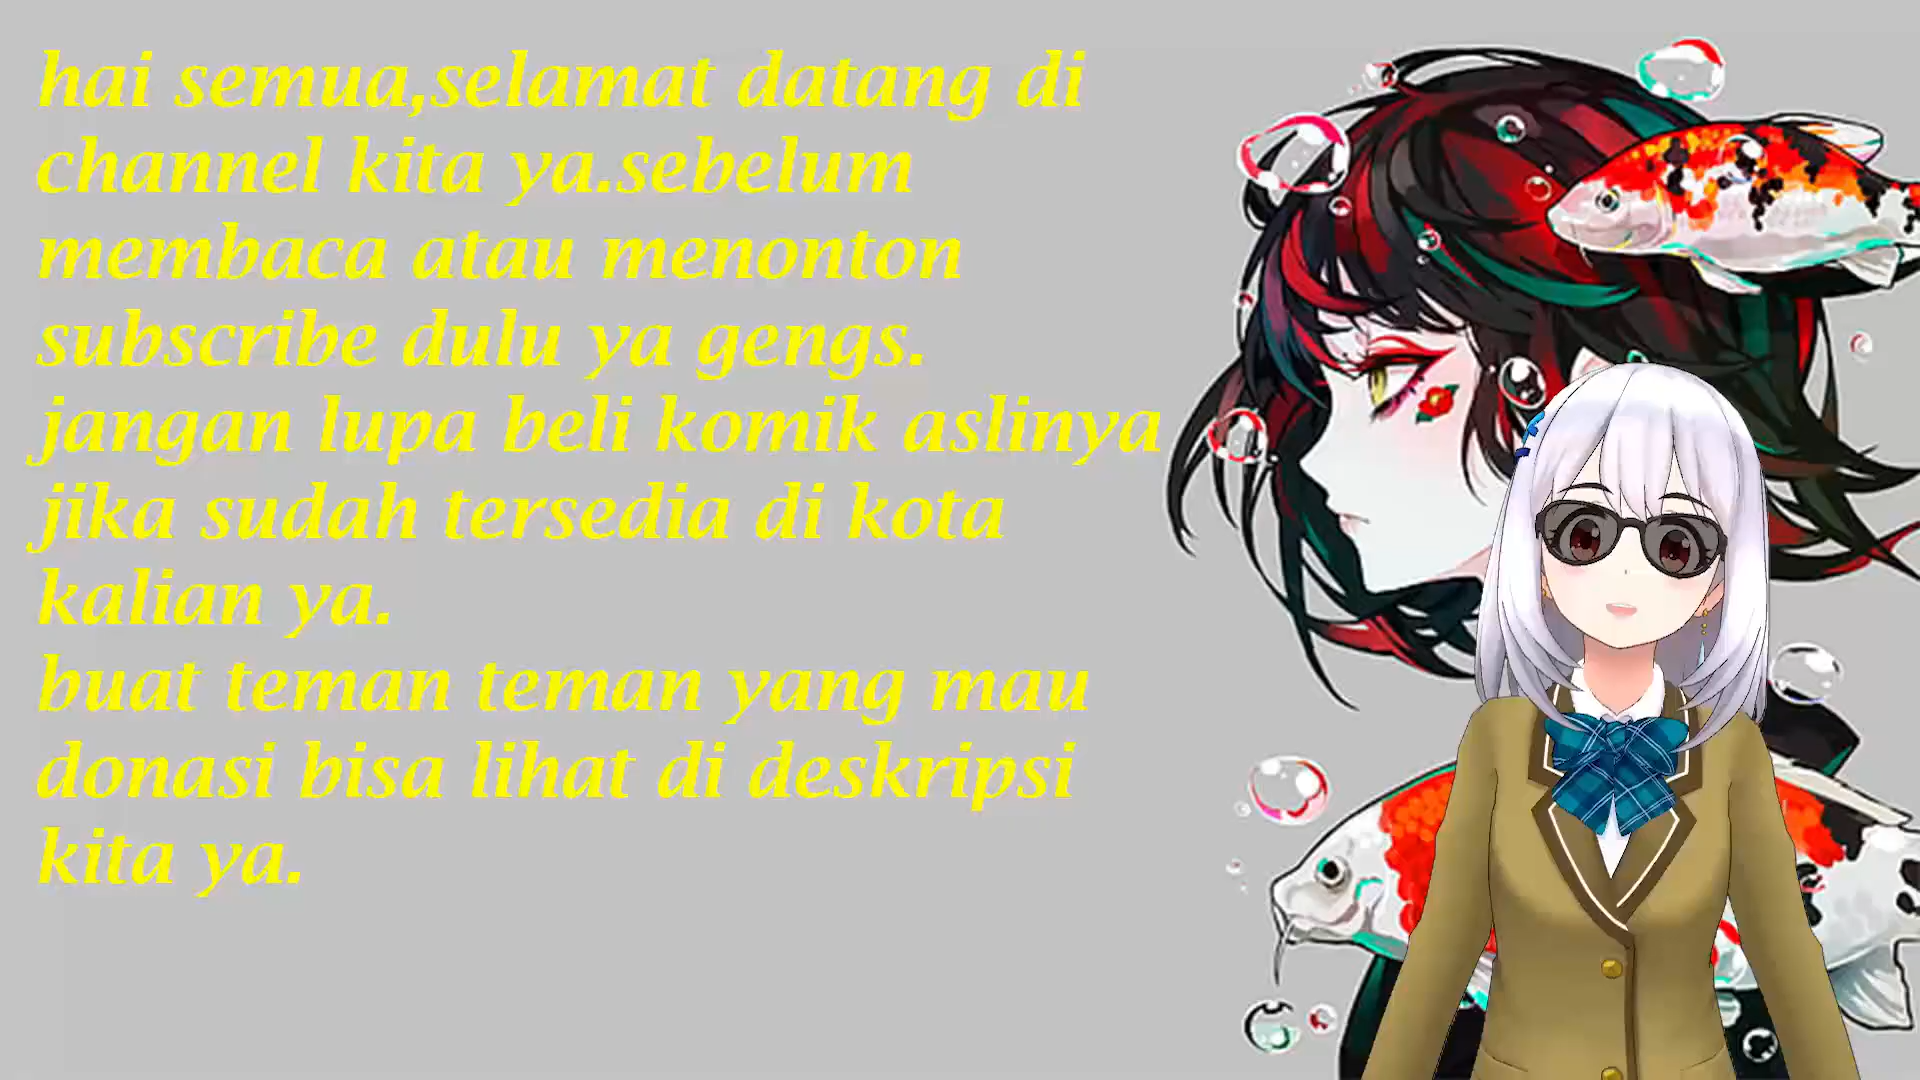 hai semua,selamat datang di
channel kita ya.sebelum
membaca atau menonton
subscribe dulu ya gengs.
jangan lupa beli komik aslinya
jika sudah tersedia di kota
kalian ya.
buat teman teman yang mau
donasi bisa lihat di deskripsi
kita ya.